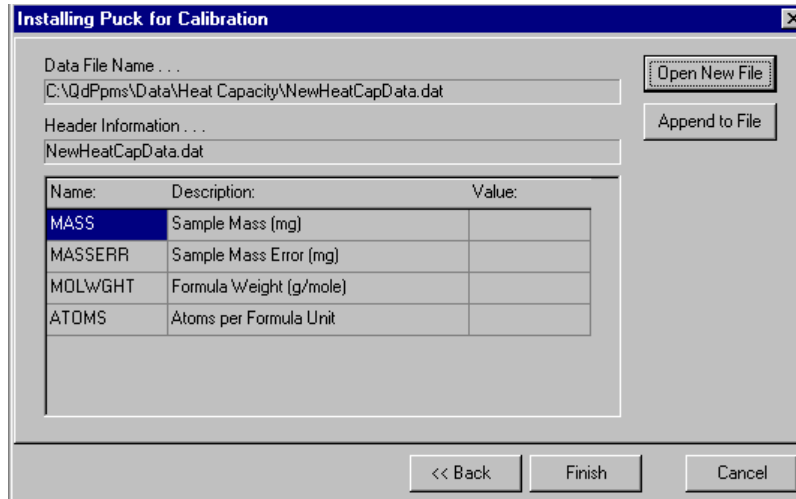 Installing Puck for Calibration
Data File Name . . .
C:\QdPpms\Data\Heat Capacity\NewHeatCapData.dat
Open New File
Header Information . . .
Append to File
NewHeatCapData.dat
Name: Description: Value:
MASS Sample Mass (mg)
MASSERR Sample Mass Error (mg)
MOLWGHT Formula Weight (g/mole)
ATOMS Atoms per Formula Unit
<< Back Finish Cancel